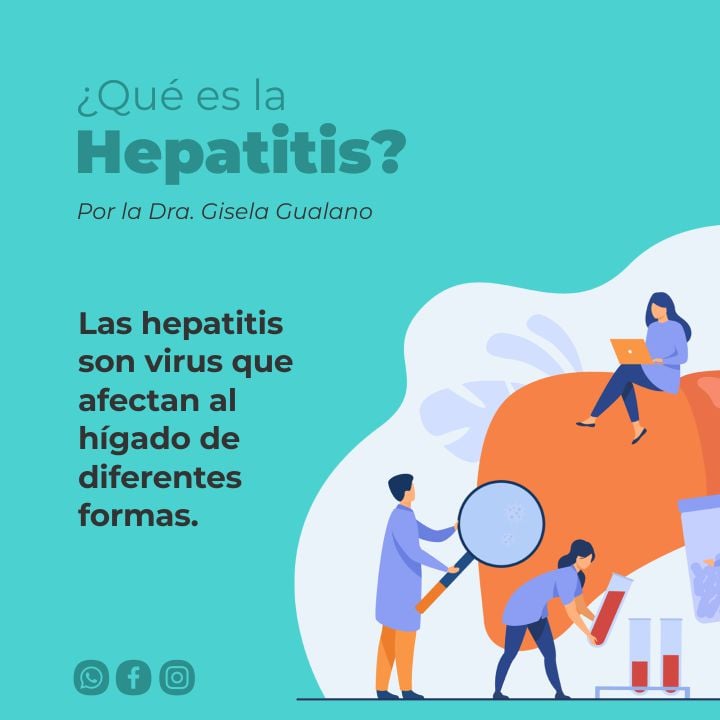 ¿Qué es la
Hepatitis?
Por la Dra. Gisela Gualano
Las hepatitis
son virus que
afectan al
hígado de
diferentes
formas.